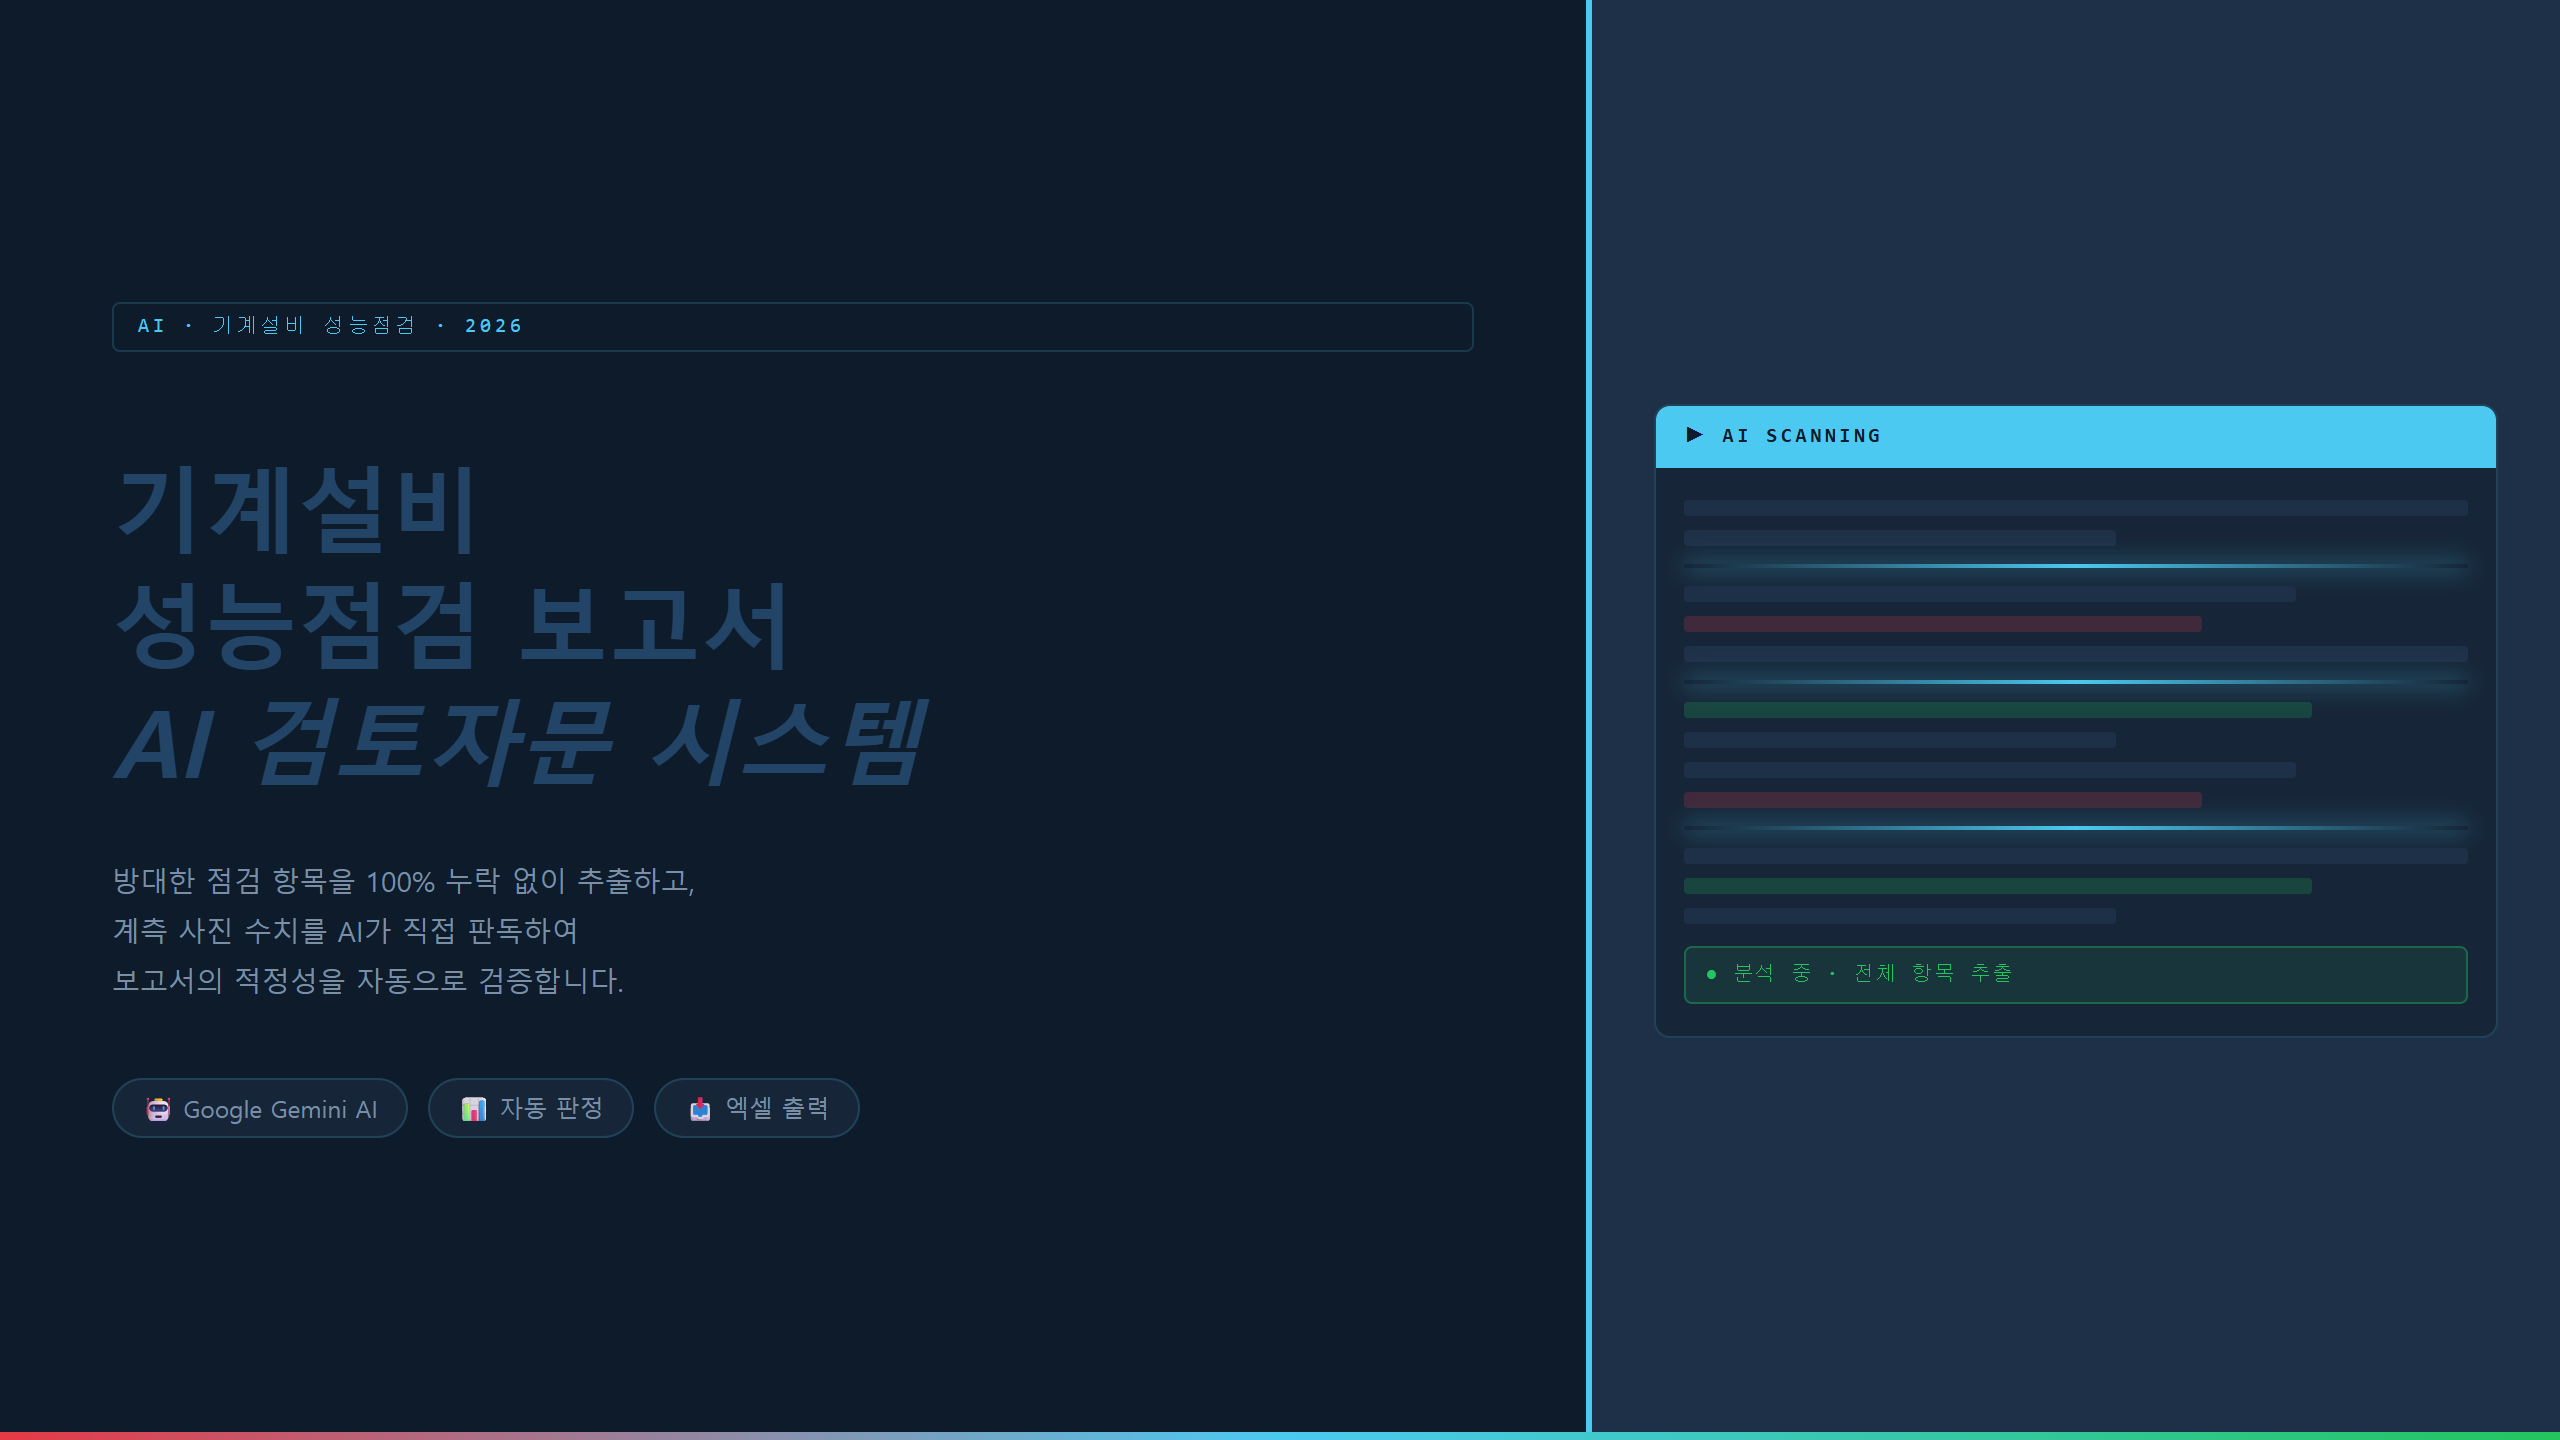 AI · 기계설비 성능점검 · 2026
기계설비
성능점검 보고서
AI 검토자문 시스템
방대한 점검 항목을 100% 누락 없이 추출하고,
계측 사진 수치를 AI가 직접 판독하여
보고서의 적정성을 자동으로 검증합니다.
Google Gemini AI
자동 판정
엑셀 출력
▶ AI SCANNING
● 분석 중 · 전체 항목 추출